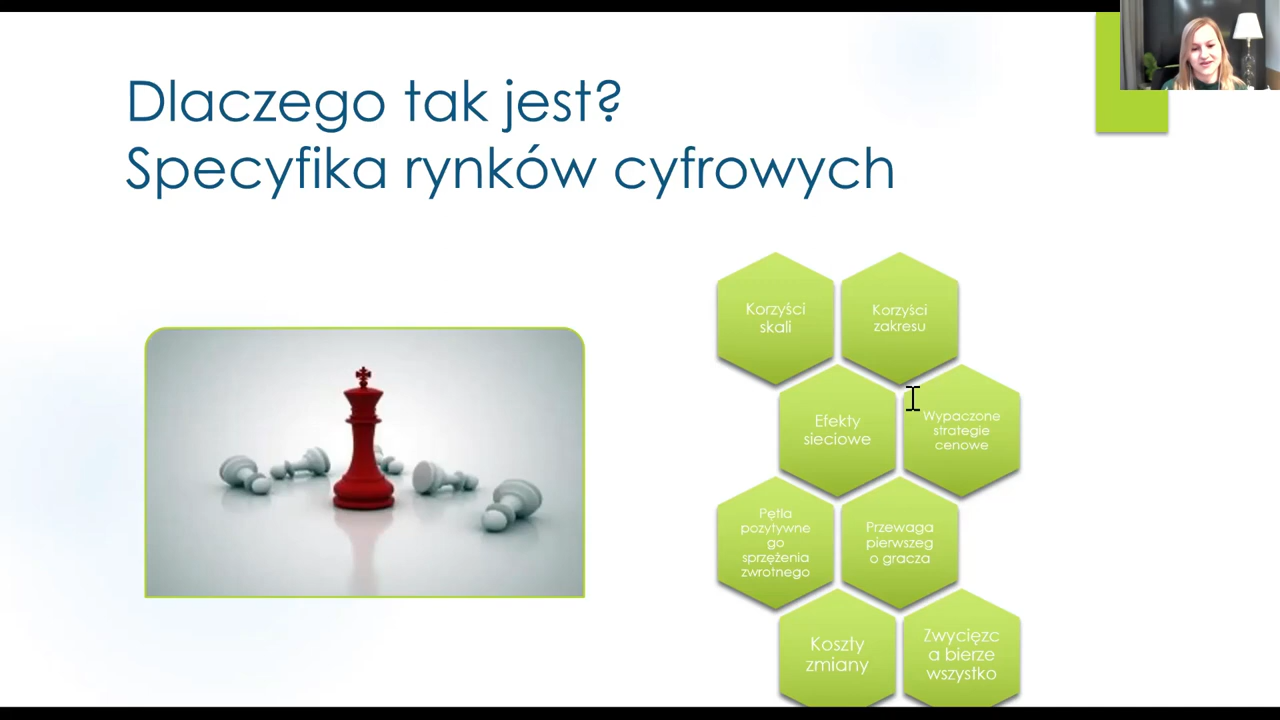 Dlaczego tak jest?
Specyfika rynków cyfrowych
Korzyści
skali
Korzyści
zakresu
Efekty
sieciowe
Wypaczone
strategie
cenowe
Pętla
pozytywne
go
sprzężenia
zwrotnego
Przewaga
pierwszeg
o gracza
Koszty
zmiany
Zwycięzc
a bierze
wszystko